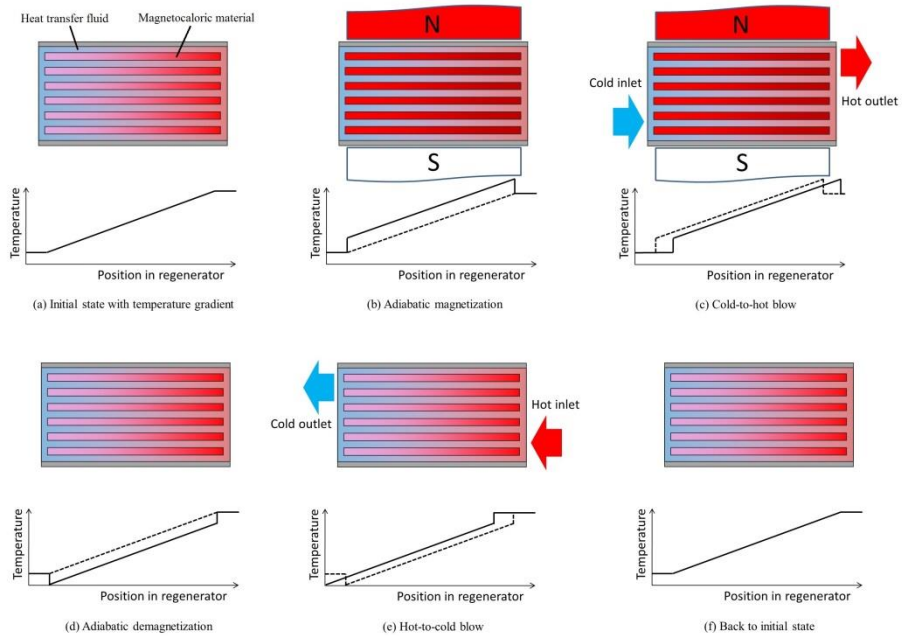 Heat transfer fluid
Magnetocaloric material
N
S
Temperature
Position in regenerator
(a) Initial state with temperature gradient
Temperature
Position in regenerator
(b) Adiabatic magnetization
N
Cold inlet
Hot outlet
S
Temperature
Position in regenerator
(c) Cold-to-hot blow
Temperature
Position in regenerator
(d) Adiabatic demagnetization
Cold outlet
Hot inlet
Temperature
Position in regenerator
(e) Hot-to-cold blow
Temperature
Position in regenerator
(f) Back to initial state